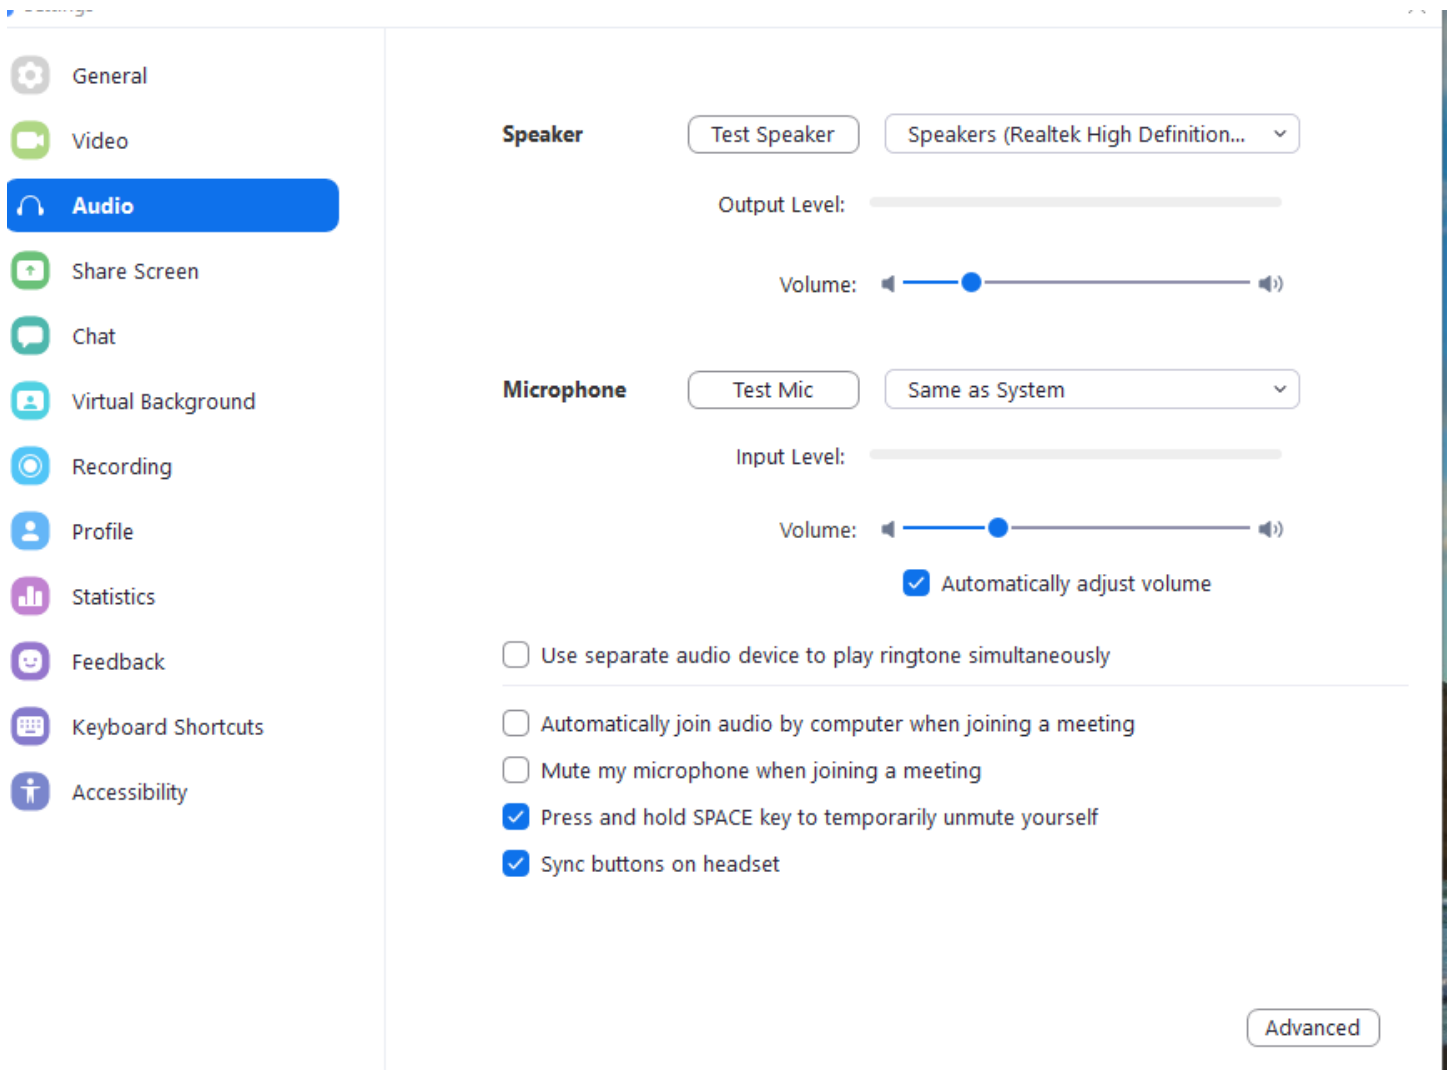 Settings
General
Video
Audio
Share Screen
Chat
Virtual Background
Recording
Profile
Statistics
Feedback
Keyboard Shortcuts
Accessibility
Speaker
Test Speaker
Speakers (Realtek High Definition...
Output Level:
Volume:
Microphone
Test Mic
Same as System
Input Level:
Volume:
Automatically adjust volume
Use separate audio device to play ringtone simultaneously
Automatically join audio by computer when joining a meeting
Mute my microphone when joining a meeting
Press and hold SPACE key to temporarily unmute yourself
Sync buttons on headset
Advanced